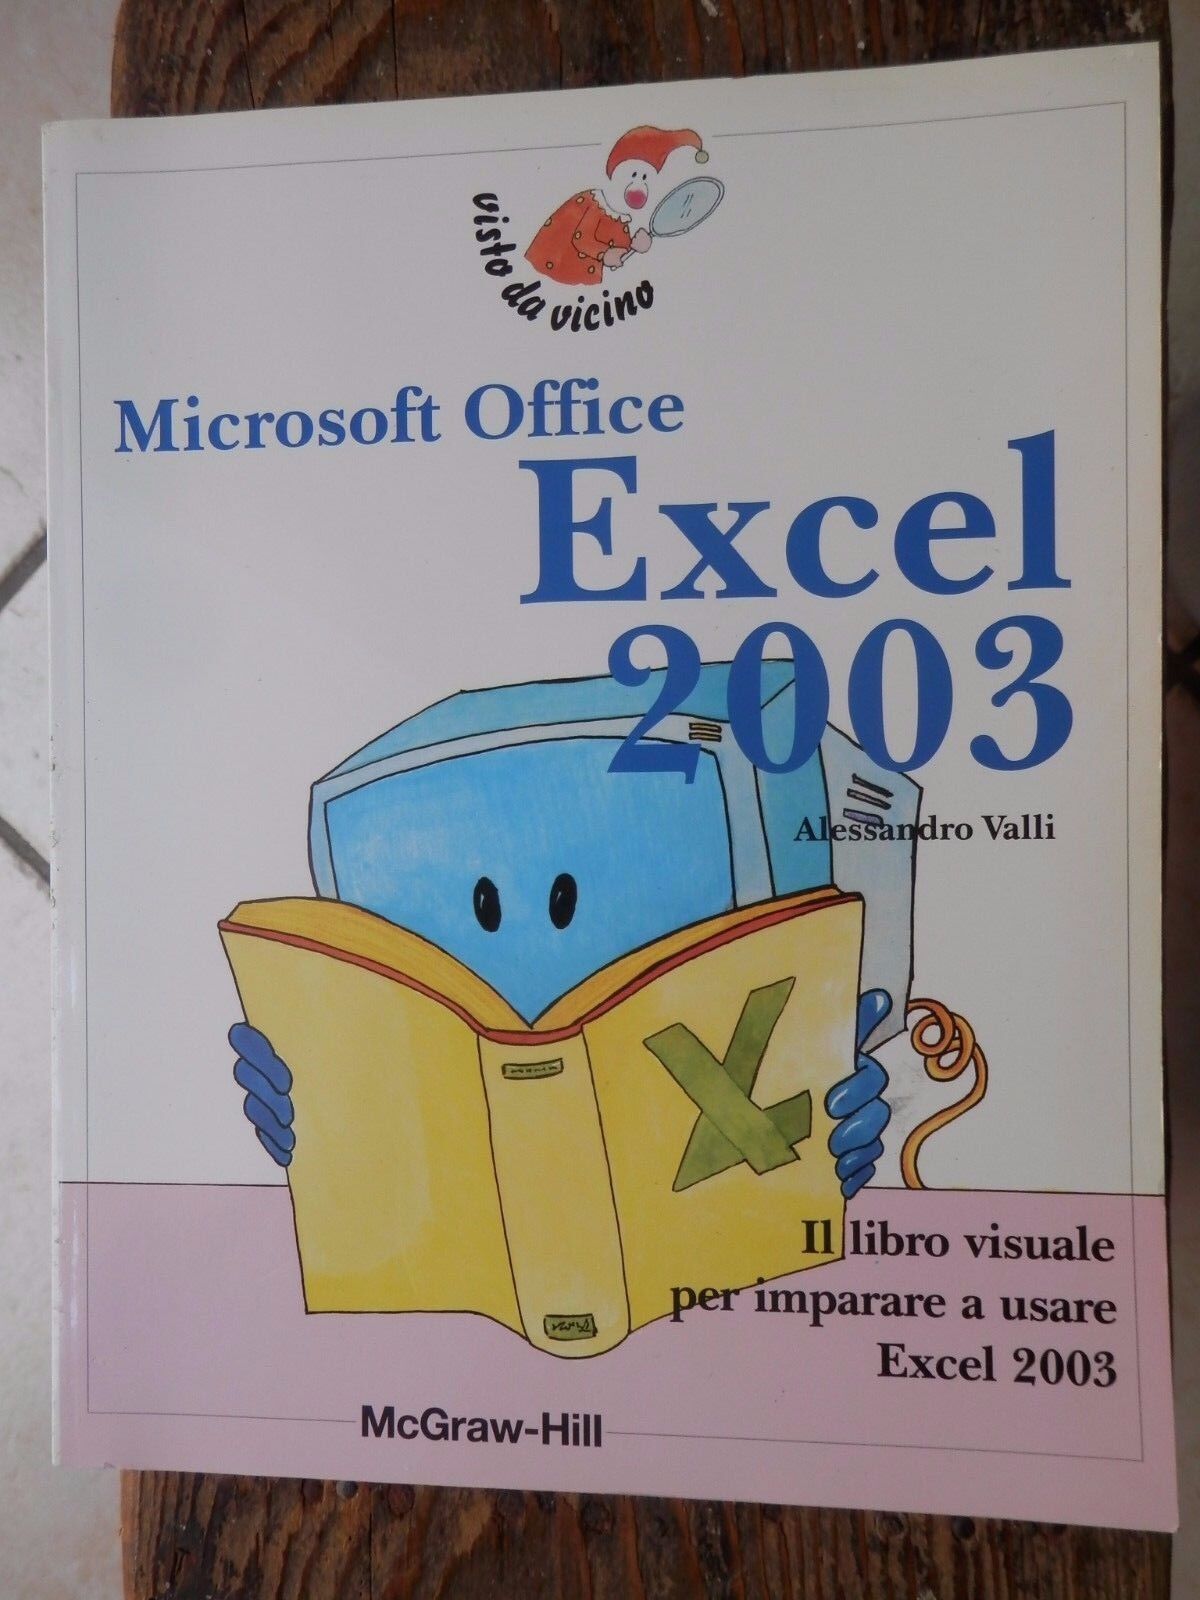 visto da vicino
Microsoft Office
Excel
2003
Alessandro Valli
Il libro visuale
per imparare a usare
Excel 2003
McGraw-Hill